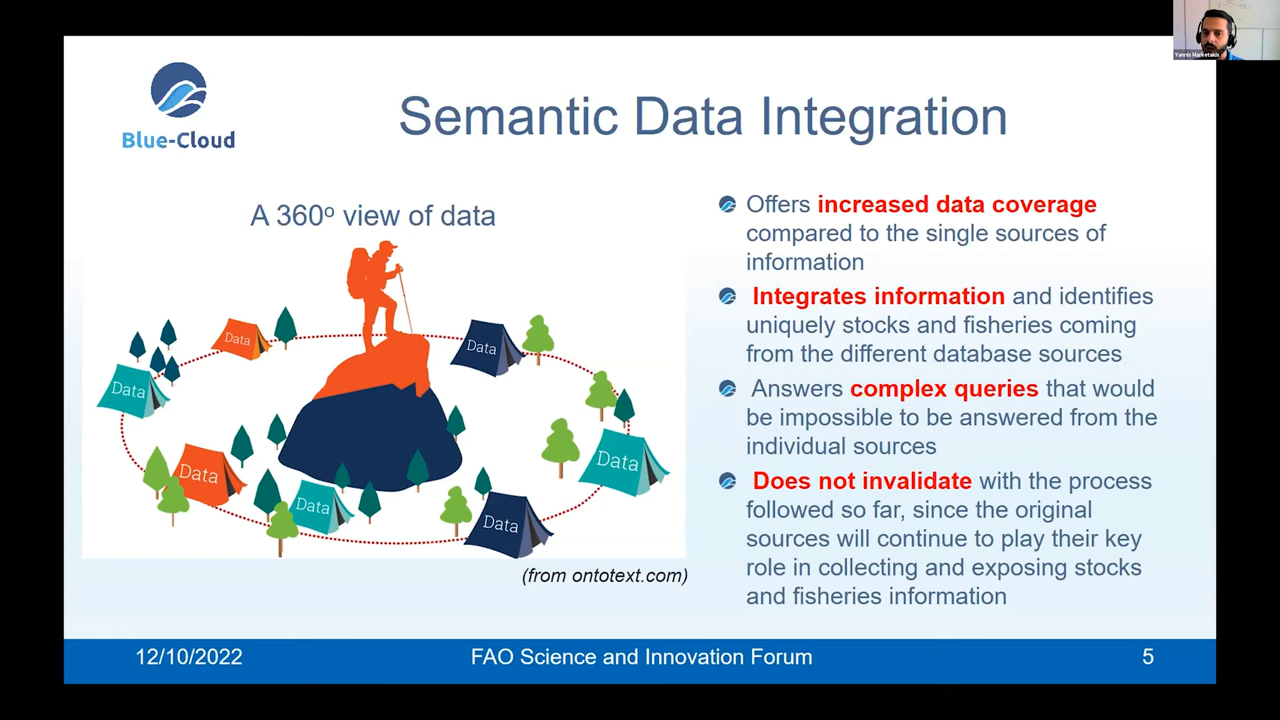 Yannis Marketakis
Blue-Cloud
Semantic Data Integration
A 360º view of data
Data
Data
Data
Data
Data
Data
Data
(from ontotext.com)
Offers increased data coverage
compared to the single sources of
information
Integrates information and identifies
uniquely stocks and fisheries coming
from the different database sources
Answers complex queries that would
be impossible to be answered from the
individual sources
Does not invalidate with the process
followed so far, since the original
sources will continue to play their key
role in collecting and exposing stocks
and fisheries information
12/10/2022
FAO Science and Innovation Forum
5